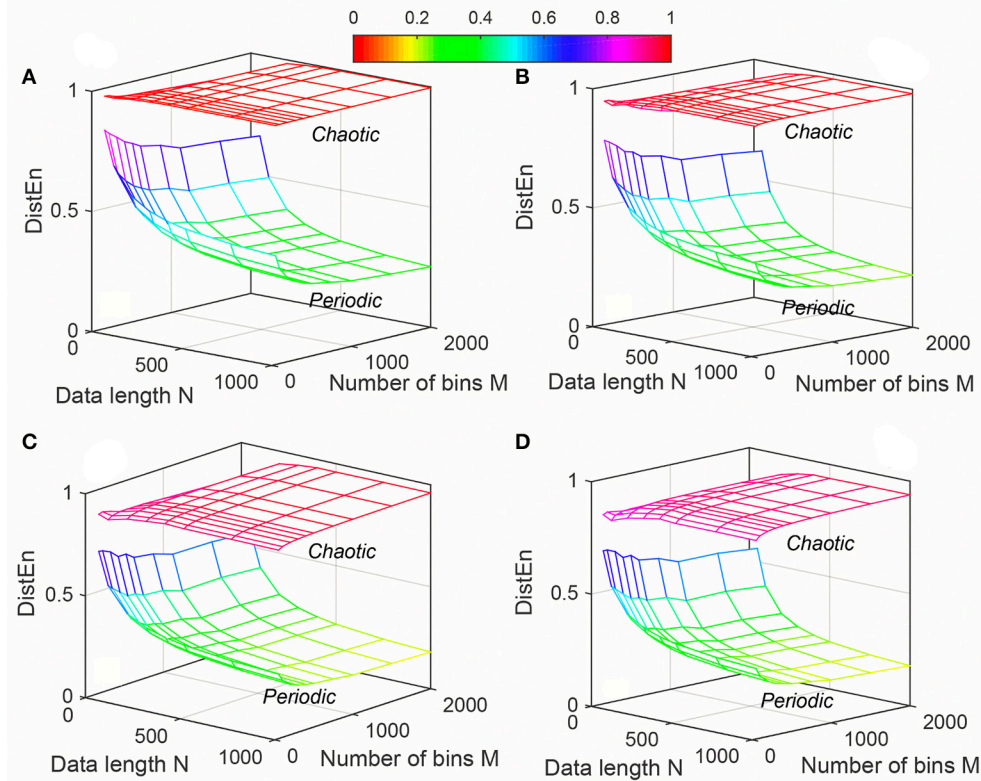 0 0.2 0.4 0.6 0.8 1
A
1
0.5
0
DistEn
Chaotic
Periodic
0
500
1000
Data length N
0
1000
2000
Number of bins M
B
1
0.5
0
DistEn
Chaotic
Periodic
0
500
1000
Data length N
0
1000
2000
Number of bins M
C
1
0.5
0
DistEn
Chaotic
Periodic
0
500
1000
Data length N
0
1000
2000
Number of bins M
D
1
0.5
0
DistEn
Chaotic
Periodic
0
500
1000
Data length N
0
1000
2000
Number of bins M